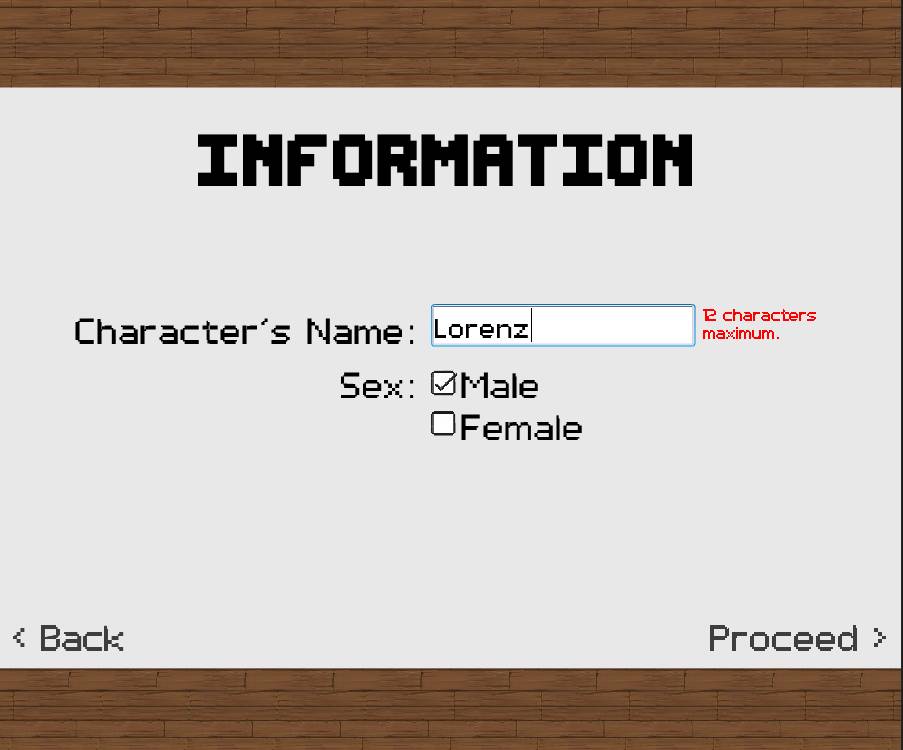 INFORMATION
Character's Name: Lorenz
12 characters
maximum.
Sex: Male
Female
< Back
Proceed >